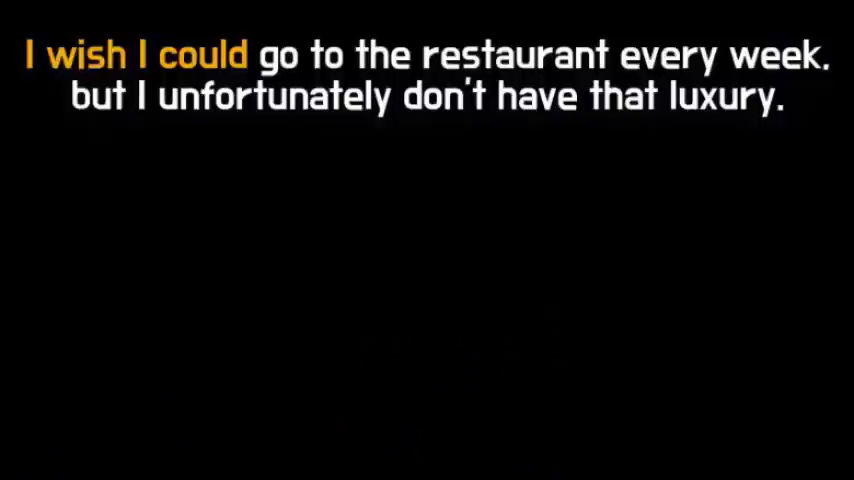 I wish I could go to the restaurant every week,
but I unfortunately don't have that luxury.